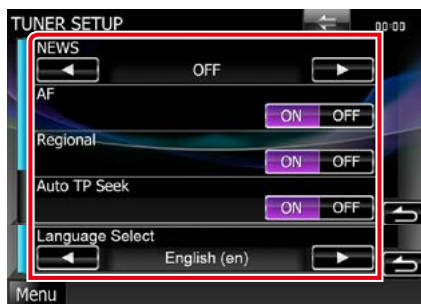 TUNER SETUP
00:00
NEWS
OFF
AF
ON OFF
Regional
ON OFF
Auto TP Seek
ON OFF
Language Select
English (en)
Menu